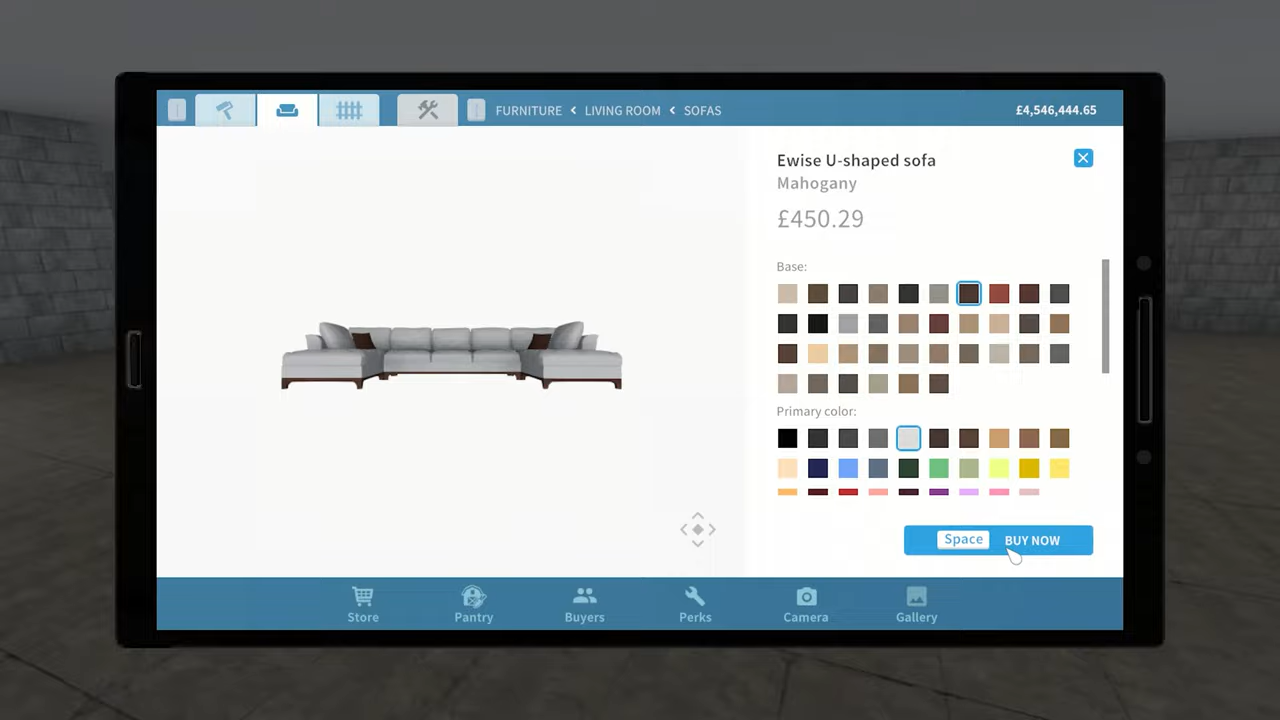 FURNITURE < LIVING ROOM < SOFAS
£4,546,444.65
Ewise U-shaped sofa
Mahogany
£450.29
Base:
Primary color:
Space BUY NOW
Store Pantry Buyers Perks Camera Gallery